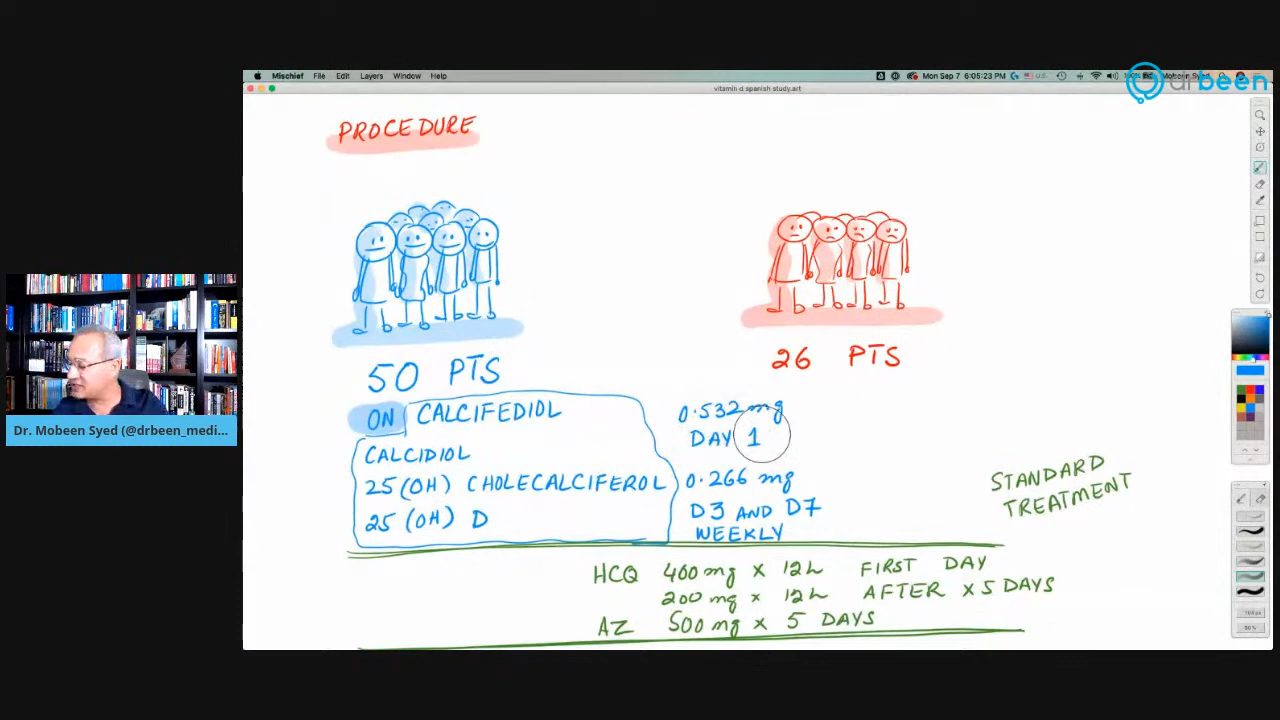 Mischief File Edit Layers Window Help
Mon Sep 7 6:05:23 PM
drbeen
vitamin d spanish study.art
PROCEDURE
50 PTS
26 PTS
ON CALCIFEDIOL
CALCIDIOL
25(OH) CHOLECALCIFEROL
25 (OH) D
0.532 mg
DAY 1
0.266 mg
D3 AND D7
WEEKLY
STANDARD
TREATMENT
HCQ 400 mg x 12h FIRST DAY
200 mg x 12h AFTER x 5 DAYS
AZ 500 mg x 5 DAYS
Dr. Mobeen Syed (@drbeen_medi...